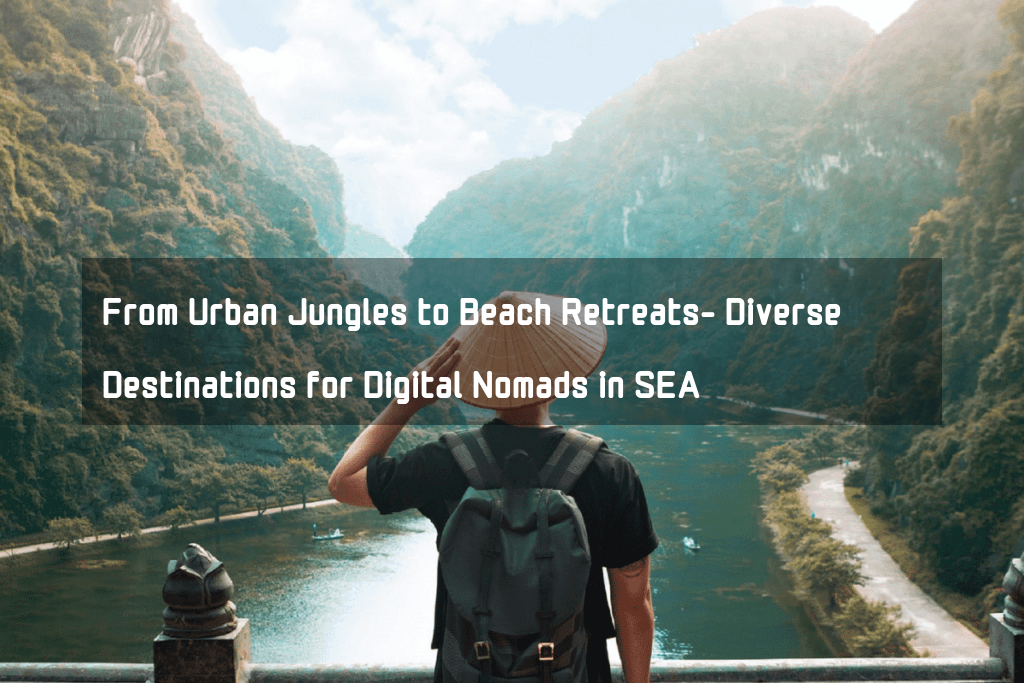 From Urban Jungles to Beach Retreats- Diverse
Destinations for Digital Nomads in SEA